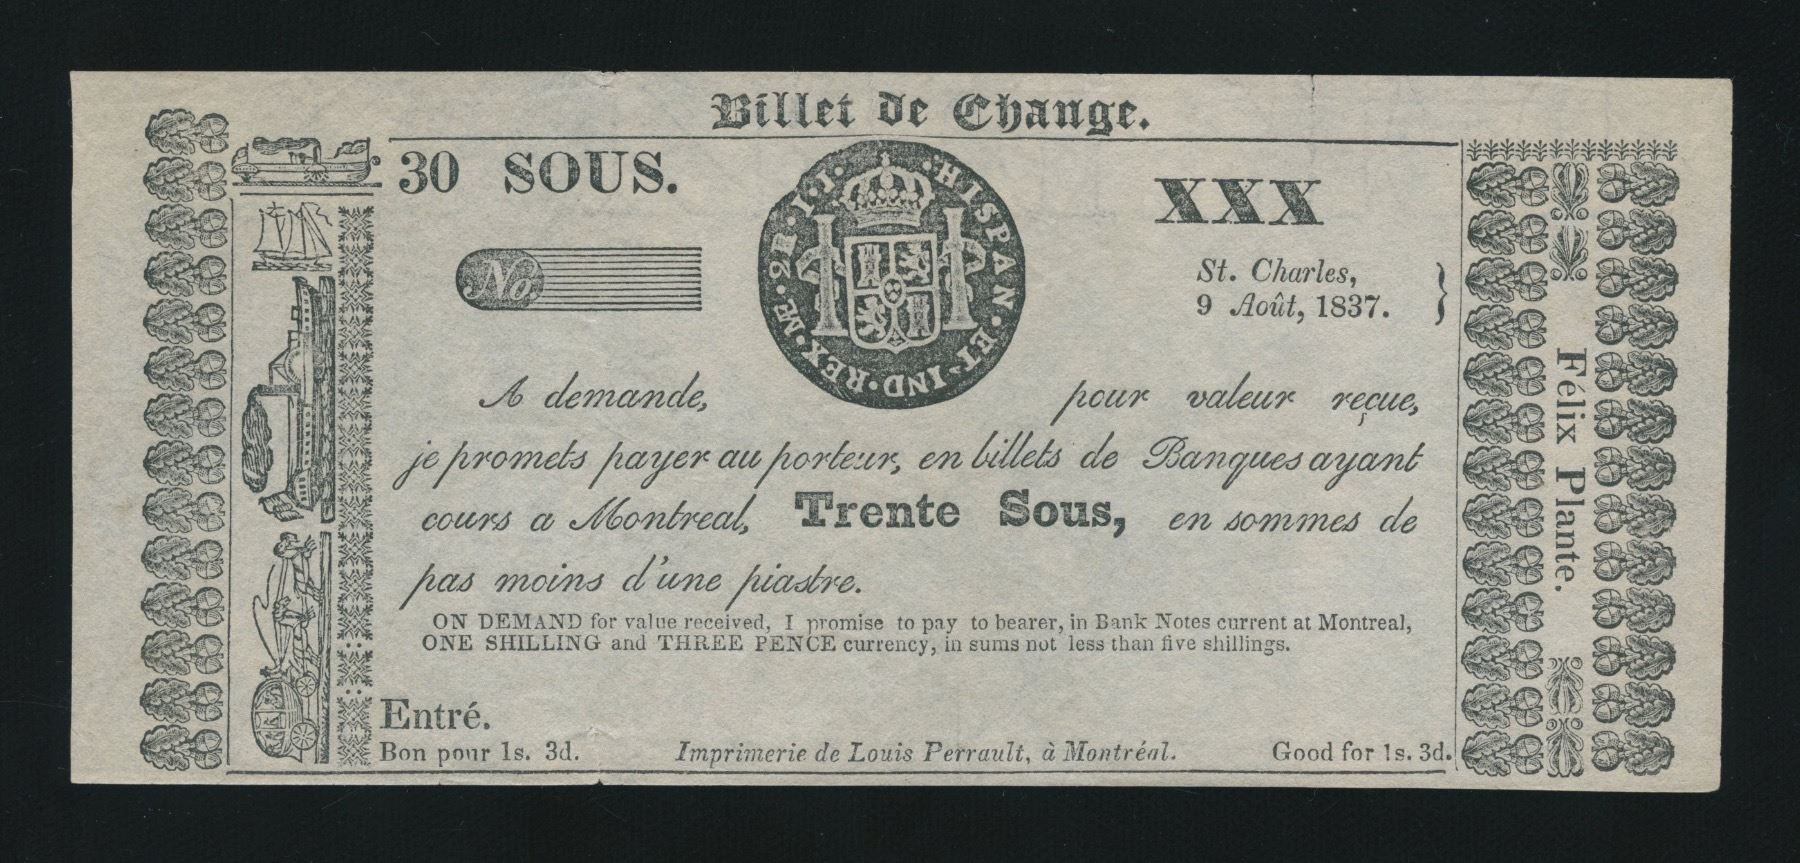 Billet de Change.
30 SOUS.
XXX
No.
HISPAN·ET·IND·REX·M·2R·I·J·
St. Charles,
9 Août, 1837.
A demande, pour valeur reçue,
je promets payer au porteur, en billets de Banques ayant
cours a Montreal, Trente Sous, en sommes de
pas moins d'une piastre.
ON DEMAND for value received, I promise to pay to bearer, in Bank Notes current at Montreal,
ONE SHILLING and THREE PENCE currency, in sums not less than five shillings.
Entré.
Bon pour 1s. 3d. Imprimerie de Louis Perrault, à Montréal. Good for 1s. 3d.
Félix Plante.